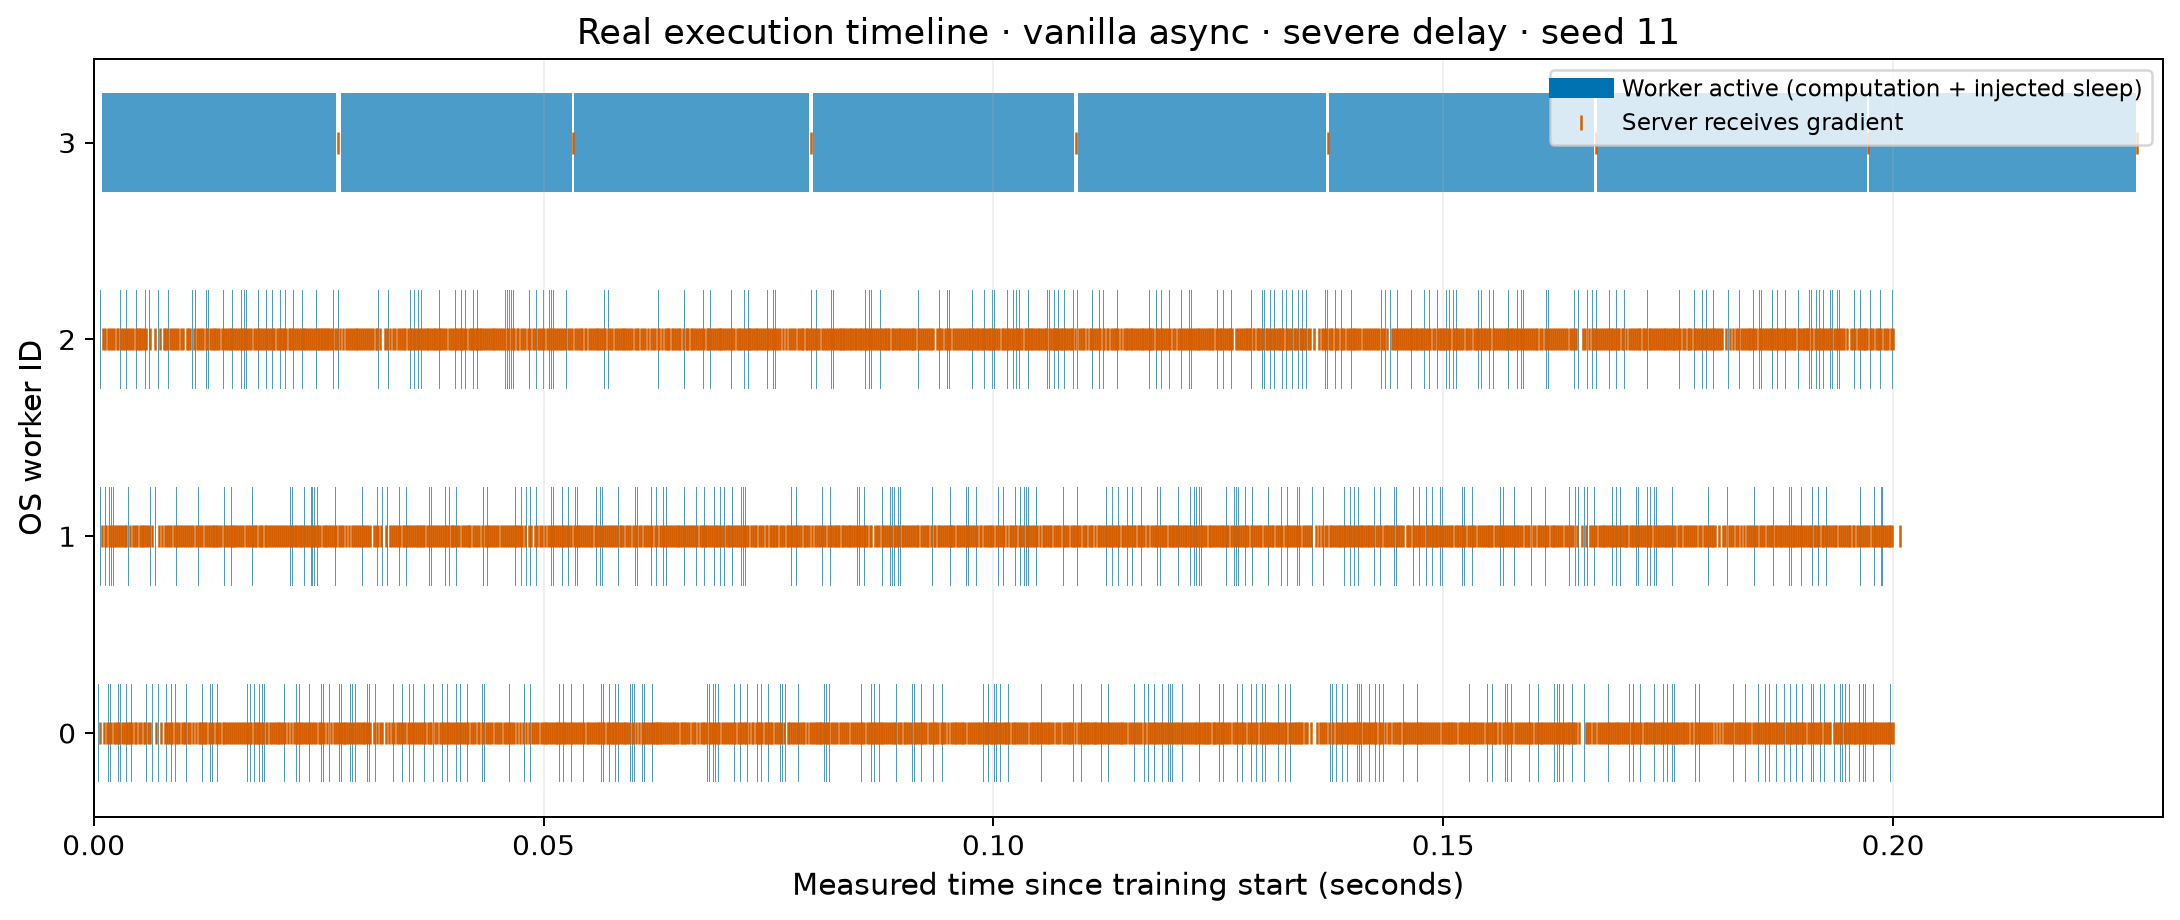 Real execution timeline · vanilla async · severe delay · seed 11
Worker active (computation + injected sleep)
Server receives gradient
OS worker ID
3
2
1
0
0.00 0.05 0.10 0.15 0.20
Measured time since training start (seconds)